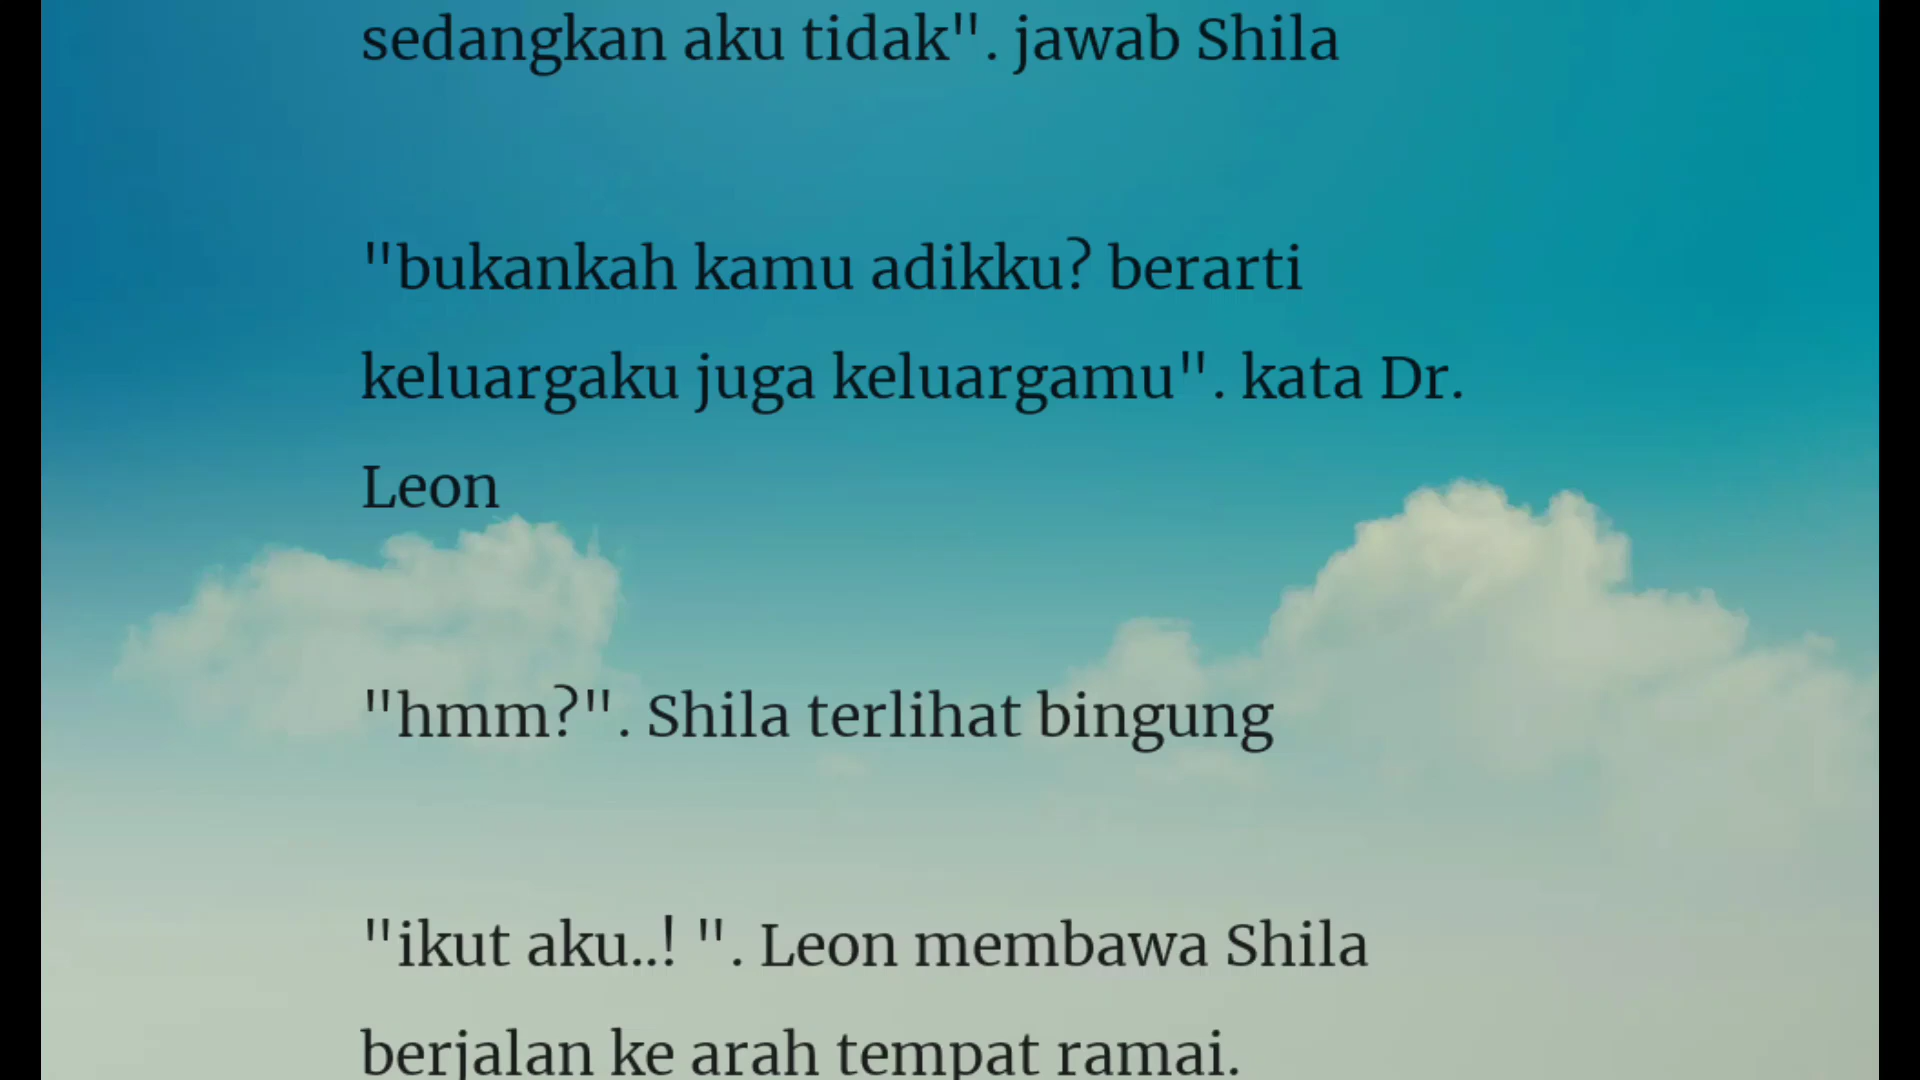 sedangkan aku tidak". jawab Shila
"bukankah kamu adikku? berarti
keluargaku juga keluargamu". kata Dr.
Leon
"hmm?". Shila terlihat bingung
"ikut aku..! ". Leon membawa Shila
berjalan ke arah tempat ramai.